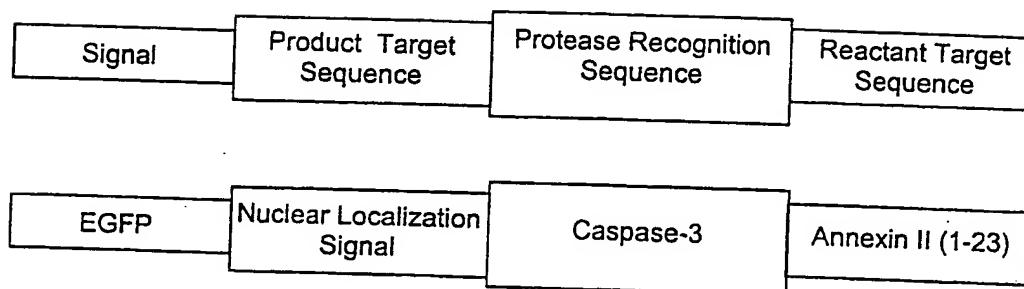 Signal
Product Target
Sequence
Protease Recognition
Sequence
Reactant Target
Sequence
EGFP
Nuclear Localization
Signal
Caspase-3
Annexin II (1-23)